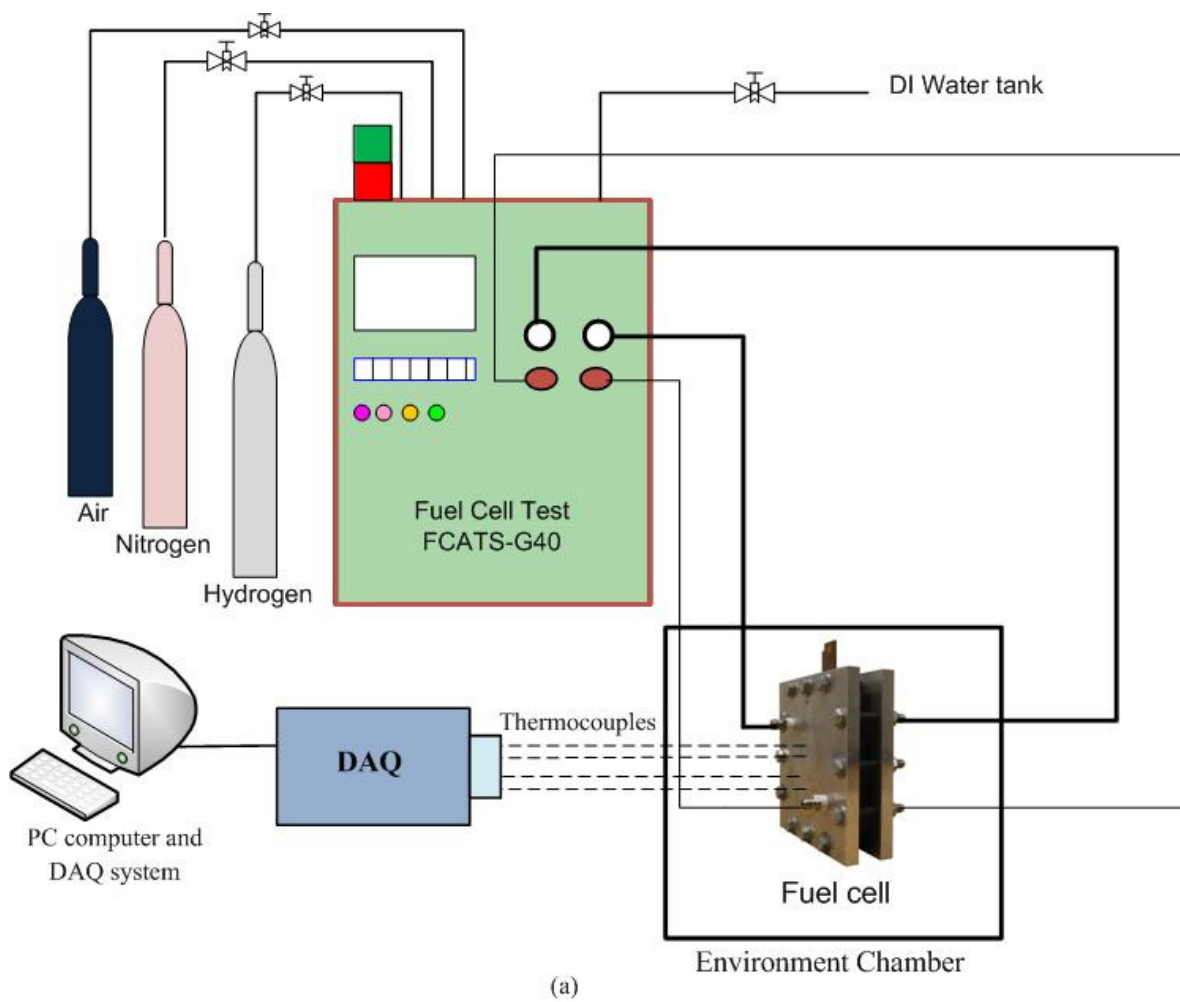 DI Water tank
Air
Nitrogen
Hydrogen
Fuel Cell Test
FCATS-G40
Thermocouples
DAQ
PC computer and
DAQ system
Fuel cell
Environment Chamber
(a)